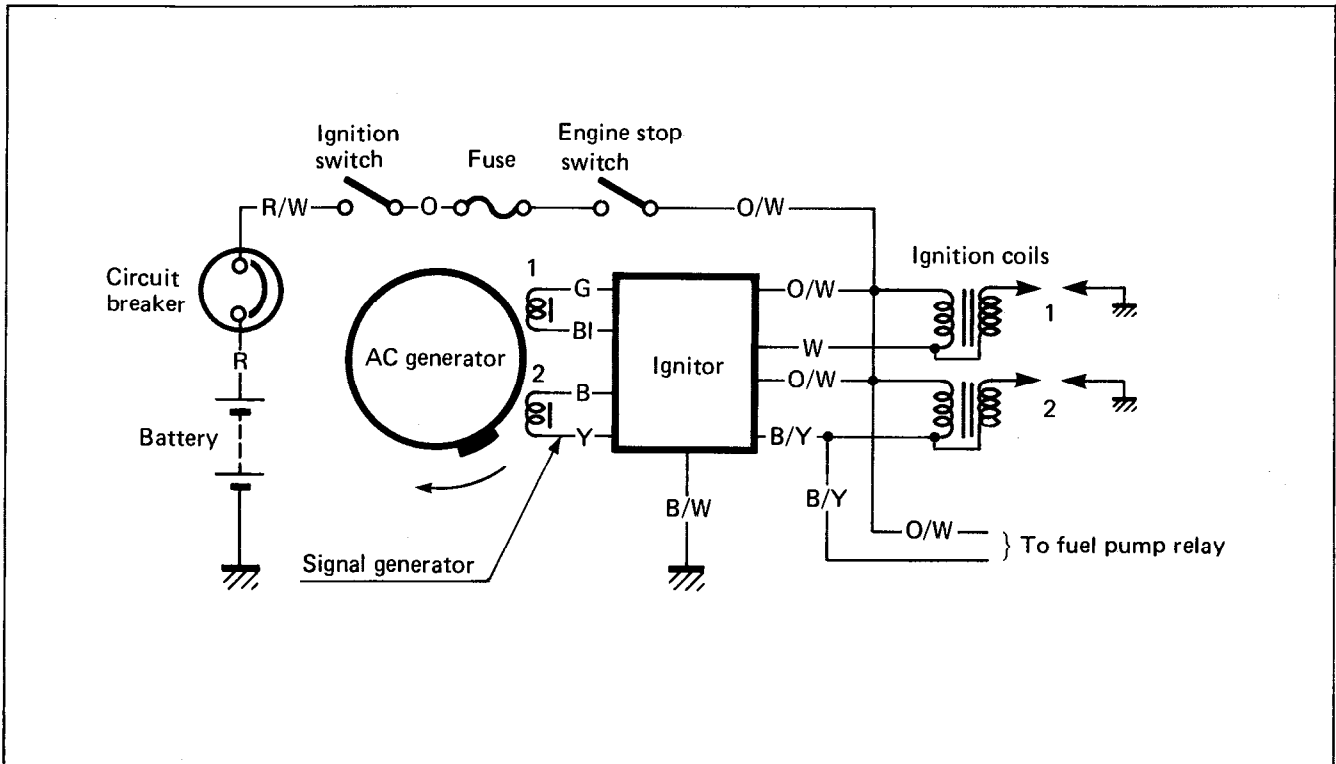 Ignition
switch
Fuse
Engine stop
switch
R/W
O
O/W
Circuit
breaker
R
Battery
AC generator
1
G
Bl
2
B
Y
Ignitor
O/W
W
O/W
B/Y
B/W
B/Y
Ignition coils
1
2
O/W
} To fuel pump relay
Signal generator